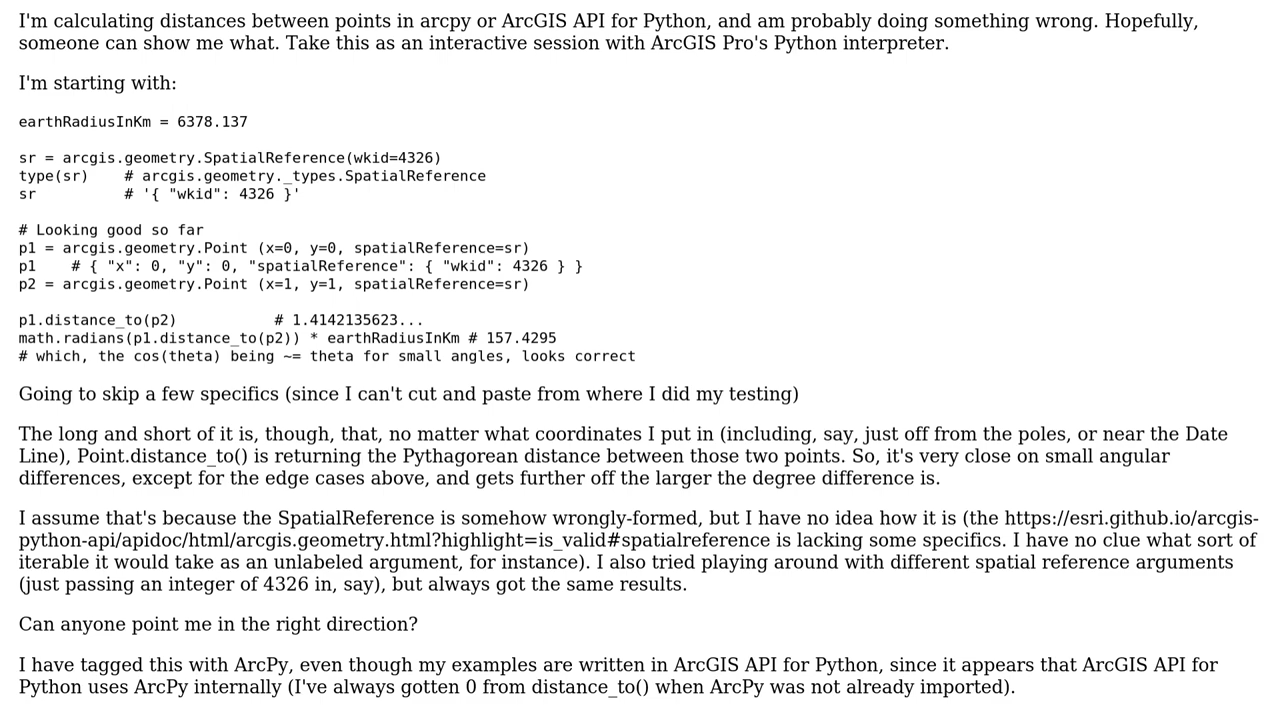 I'm calculating distances between points in arcpy or ArcGIS API for Python, and am probably doing something wrong. Hopefully,
someone can show me what. Take this as an interactive session with ArcGIS Pro's Python interpreter.
I'm starting with:
earthRadiusInKm = 6378.137
sr = arcgis.geometry.SpatialReference(wkid=4326)
type(sr)    # arcgis.geometry._types.SpatialReference
sr          # '{ "wkid": 4326 }'
# Looking good so far
p1 = arcgis.geometry.Point (x=0, y=0, spatialReference=sr)
p1    # { "x": 0, "y": 0, "spatialReference": { "wkid": 4326 } }
p2 = arcgis.geometry.Point (x=1, y=1, spatialReference=sr)
p1.distance_to(p2)           # 1.4142135623...
math.radians(p1.distance_to(p2)) * earthRadiusInKm # 157.4295
# which, the cos(theta) being ~= theta for small angles, looks correct
Going to skip a few specifics (since I can't cut and paste from where I did my testing)
The long and short of it is, though, that, no matter what coordinates I put in (including, say, just off from the poles, or near the Date
Line), Point.distance_to() is returning the Pythagorean distance between those two points. So, it's very close on small angular
differences, except for the edge cases above, and gets further off the larger the degree difference is.
I assume that's because the SpatialReference is somehow wrongly-formed, but I have no idea how it is (the https://esri.github.io/arcgis-
python-api/apidoc/html/arcgis.geometry.html?highlight=is_valid#spatialreference is lacking some specifics. I have no clue what sort of
iterable it would take as an unlabeled argument, for instance). I also tried playing around with different spatial reference arguments
(just passing an integer of 4326 in, say), but always got the same results.
Can anyone point me in the right direction?
I have tagged this with ArcPy, even though my examples are written in ArcGIS API for Python, since it appears that ArcGIS API for
Python uses ArcPy internally (I've always gotten 0 from distance_to() when ArcPy was not already imported).